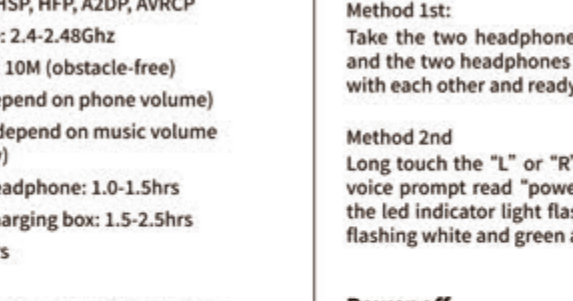 HSP, HFP, A2DP, AVRCP
: 2.4-2.48Ghz
10M (obstacle-free)
epend on phone volume)
depend on music volume
)
eadphone: 1.0-1.5hrs
arging box: 1.5-2.5hrs
rs
Method 1st:
Take the two headphone
and the two headphones
with each other and ready
Method 2nd
Long touch the “L” or “R”
voice prompt read “powe
the led indicator light flas
flashing white and green a
Power off